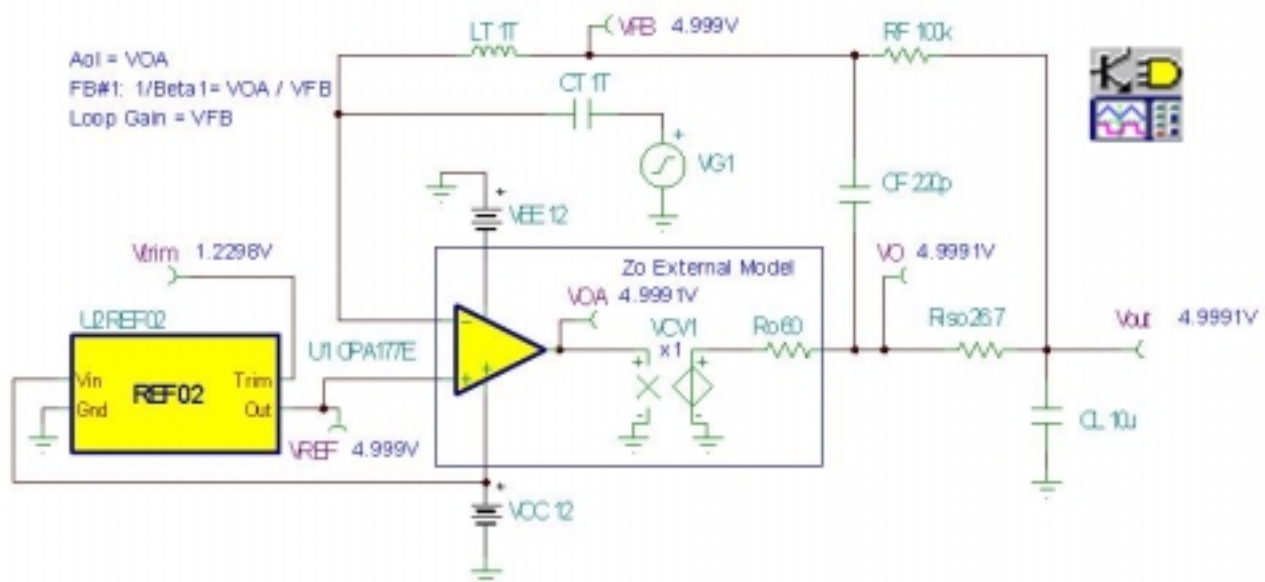 Aol = VOA
FB#1: 1/Beta1 = VOA / VFB
Loop Gain = VFB
LT 1T
VFB 4.999V
RF 100k
CT 1T
VG1
CF 220p
VEE 12
Vtrim 1.2298V
Zo External Model
VO 4.9991V
VOA 4.9991V
U2 REF02
U1 OPA177E
VCV1
x1
Ro 60
Riso 26.7
Vout 4.9991V
Vin
Trim
REF02
Gnd
Out
CL 10u
VREF 4.999V
VCC 12